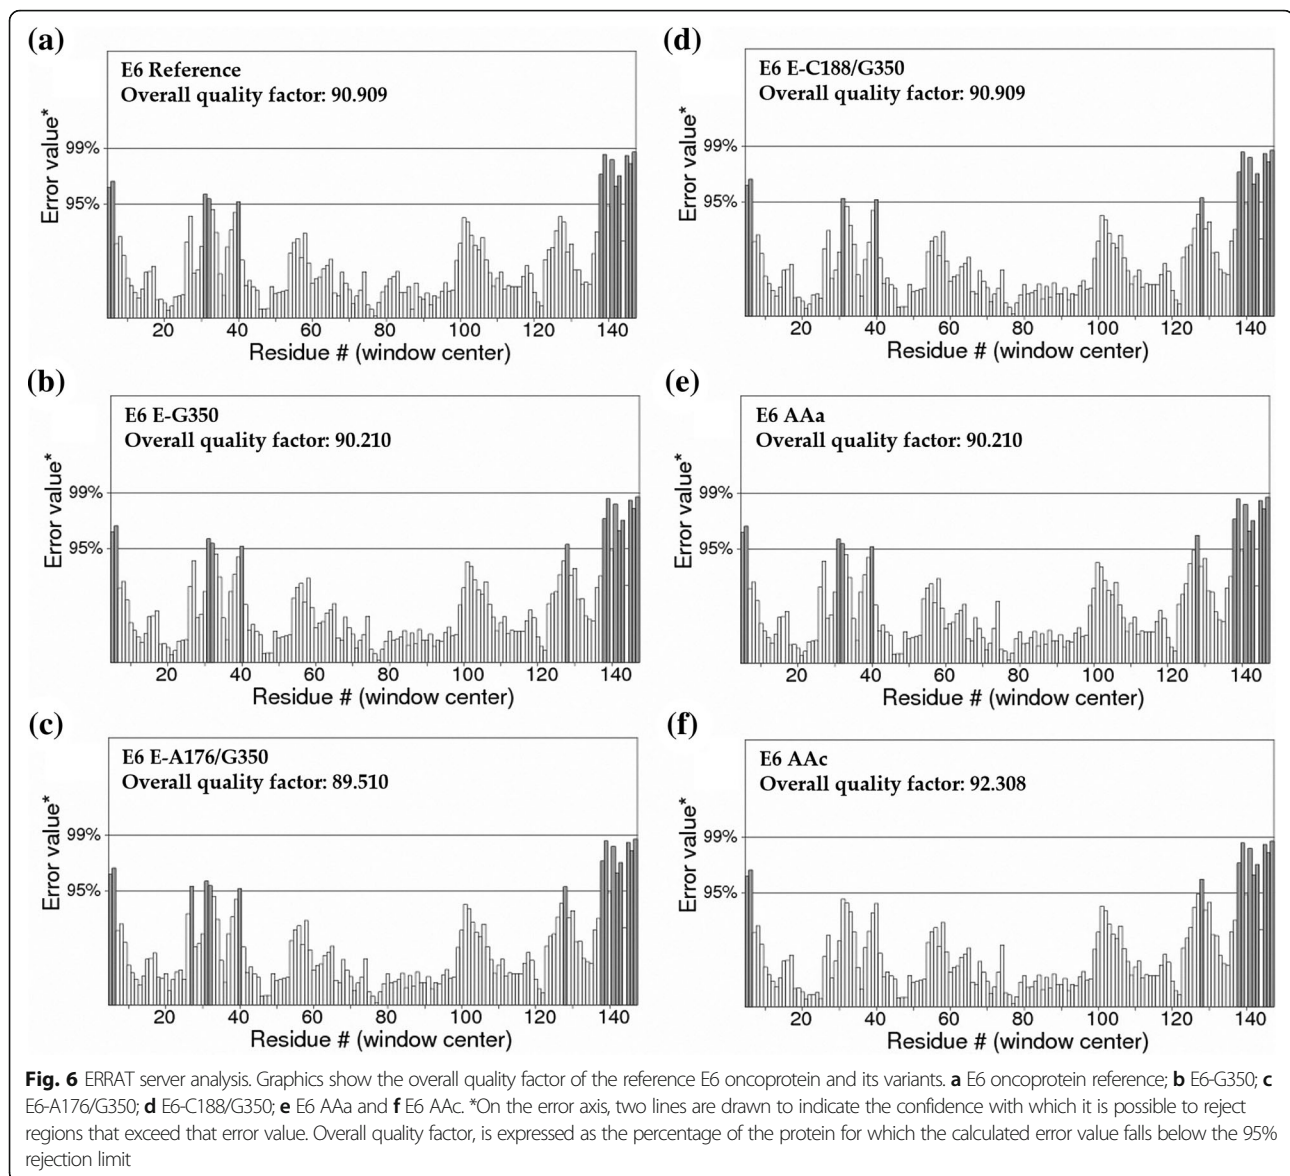 (a)
E6 Reference
Overall quality factor: 90.909
Error value*
99%
95%
20 40 60 80 100 120 140
Residue # (window center)
(d)
E6 E-C188/G350
Overall quality factor: 90.909
Error value*
99%
95%
20 40 60 80 100 120 140
Residue # (window center)
(b)
E6 E-G350
Overall quality factor: 90.210
Error value*
99%
95%
20 40 60 80 100 120 140
Residue # (window center)
(e)
E6 AAa
Overall quality factor: 90.210
Error value*
99%
95%
20 40 60 80 100 120 140
Residue # (window center)
(c)
E6 E-A176/G350
Overall quality factor: 89.510
Error value*
99%
95%
20 40 60 80 100 120 140
Residue # (window center)
(f)
E6 AAc
Overall quality factor: 92.308
Error value*
99%
95%
20 40 60 80 100 120 140
Residue # (window center)
Fig. 6 ERRAT server analysis. Graphics show the overall quality factor of the reference E6 oncoprotein and its variants. a E6 oncoprotein reference; b E6-G350; c
E6-A176/G350; d E6-C188/G350; e E6 AAa and f E6 AAc. *On the error axis, two lines are drawn to indicate the confidence with which it is possible to reject
regions that exceed that error value. Overall quality factor, is expressed as the percentage of the protein for which the calculated error value falls below the 95%
rejection limit